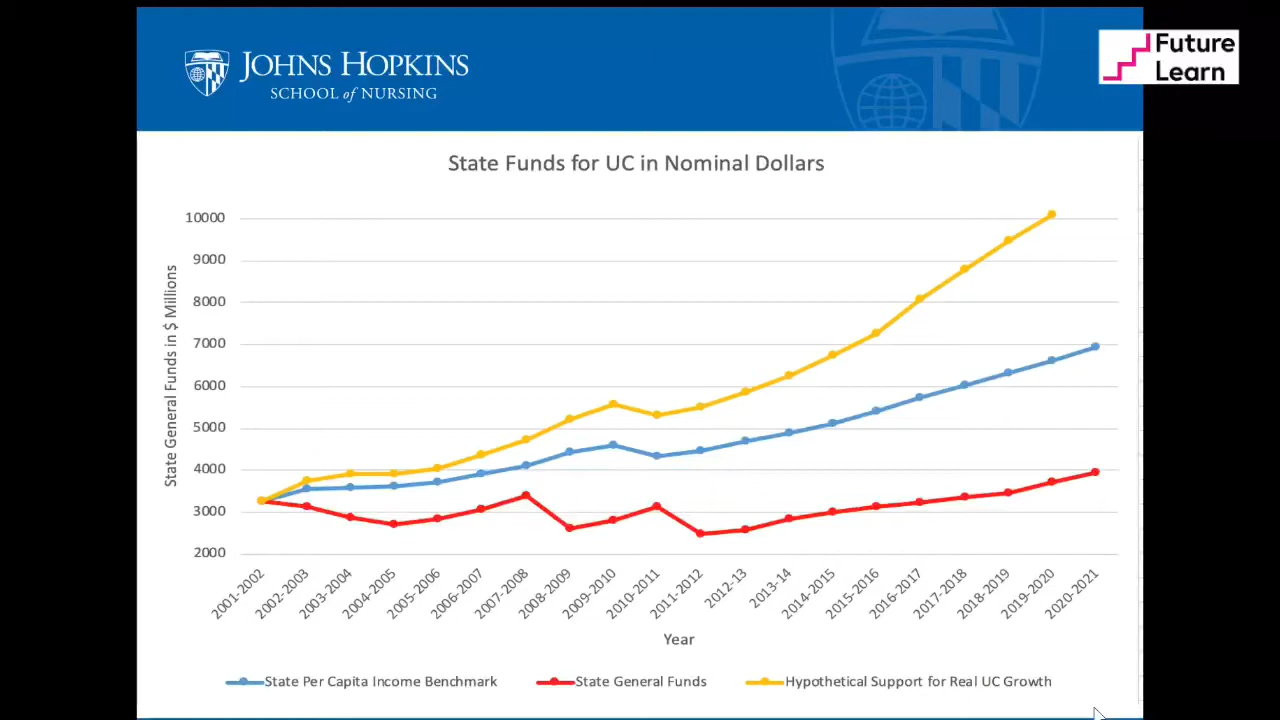 JOHNS HOPKINS
SCHOOL of NURSING
Future
Learn
State Funds for UC in Nominal Dollars
State General Funds in $ Millions
10000
9000
8000
7000
6000
5000
4000
3000
2000
2001-2002
2002-2003
2003-2004
2004-2005
2005-2006
2006-2007
2007-2008
2008-2009
2009-2010
2010-2011
2011-2012
2012-13
2013-14
2014-2015
2015-2016
2016-2017
2017-2018
2018-2019
2019-2020
2020-2021
Year
State Per Capita Income Benchmark
State General Funds
Hypothetical Support for Real UC Growth